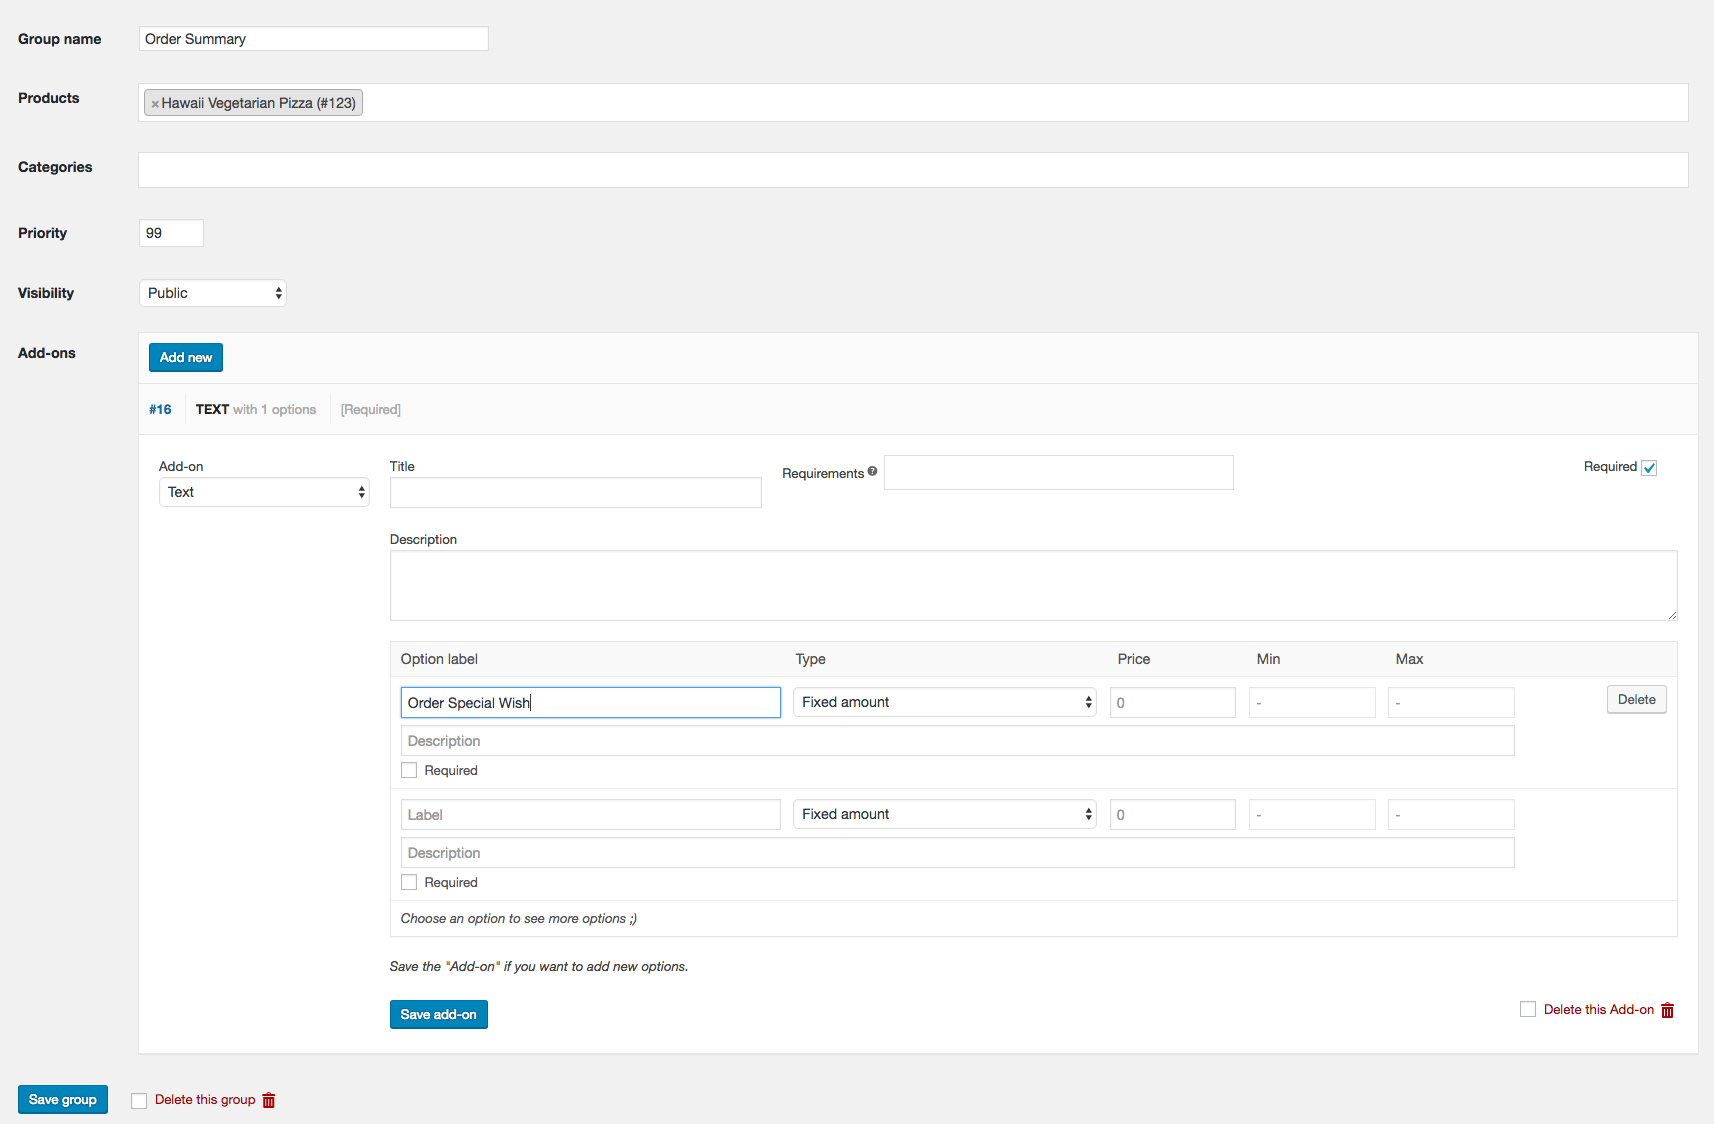 Group name
Order Summary
Products
×Hawaii Vegetarian Pizza (#123)
Categories
Priority
99
Visibility
Public
Add-ons
Add new
#16 TEXT with 1 options [Required]
Add-on
Text
Title
Requirements ?
Required
Description
Option label Type Price Min Max
Order Special Wish Fixed amount 0 - - Delete
Description
Required
Label Fixed amount 0 - -
Description
Required
Choose an option to see more options ;)
Save the "Add-on" if you want to add new options.
Save add-on
Delete this Add-on
Save group
Delete this group